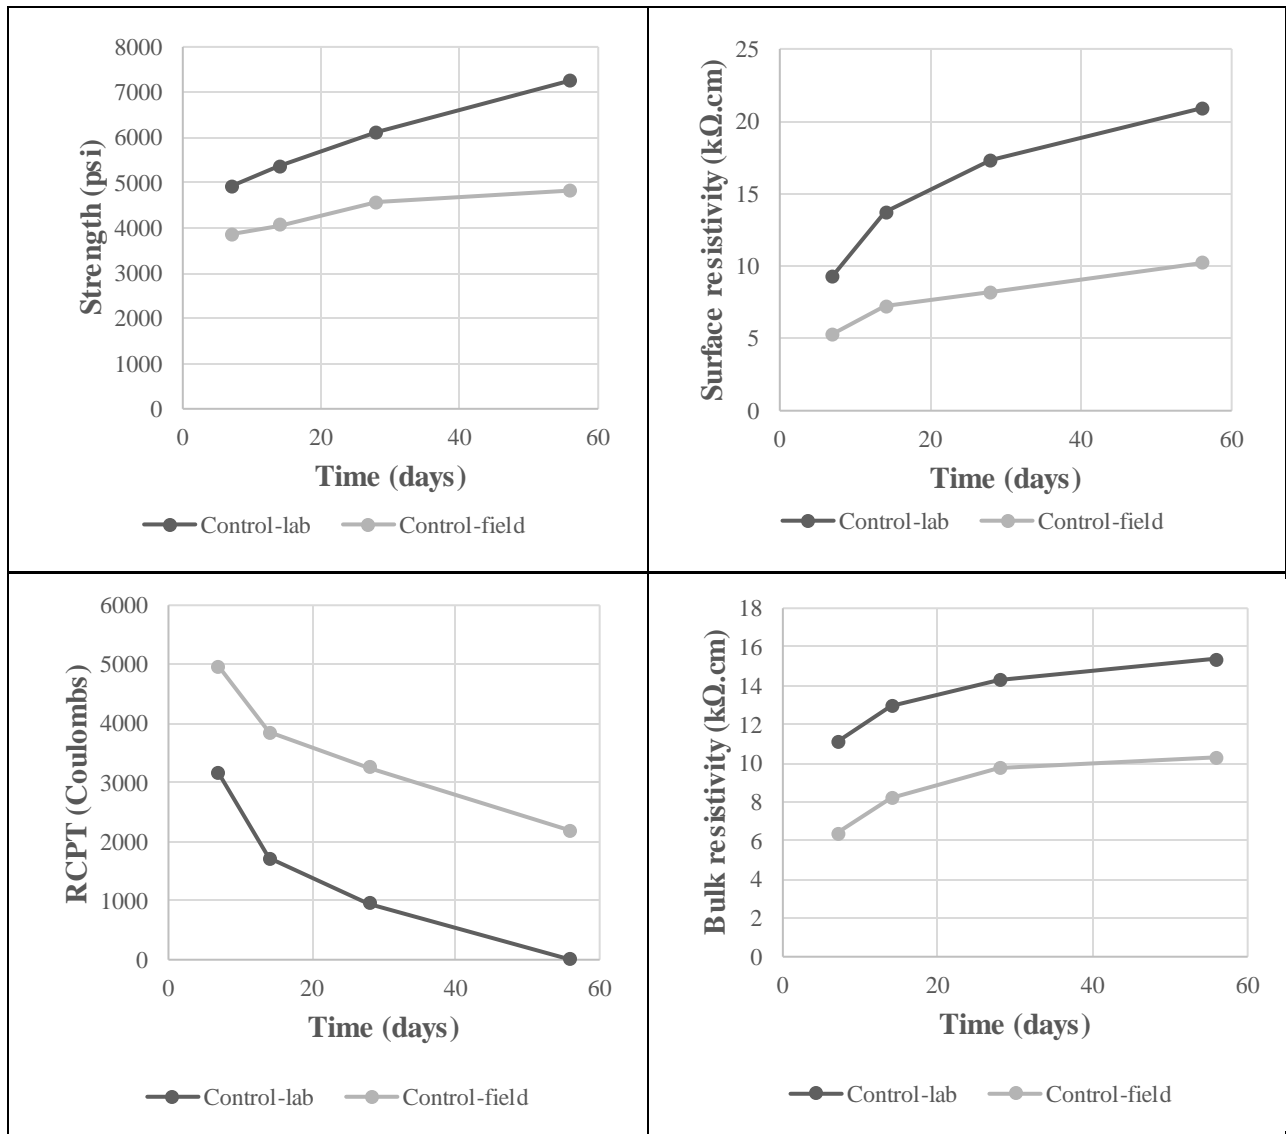 Strength (psi)
8000
7000
6000
5000
4000
3000
2000
1000
0
0 20 40 60
Time (days)
Control-lab Control-field
Surface resistivity (kΩ.cm)
25
20
15
10
5
0
0 20 40 60
Time (days)
Control-lab Control-field
RCPT (Coulombs)
6000
5000
4000
3000
2000
1000
0
0 20 40 60
Time (days)
Control-lab Control-field
Bulk resistivity (kΩ.cm)
18
16
14
12
10
8
6
4
2
0
0 20 40 60
Time (days)
Control-lab Control-field